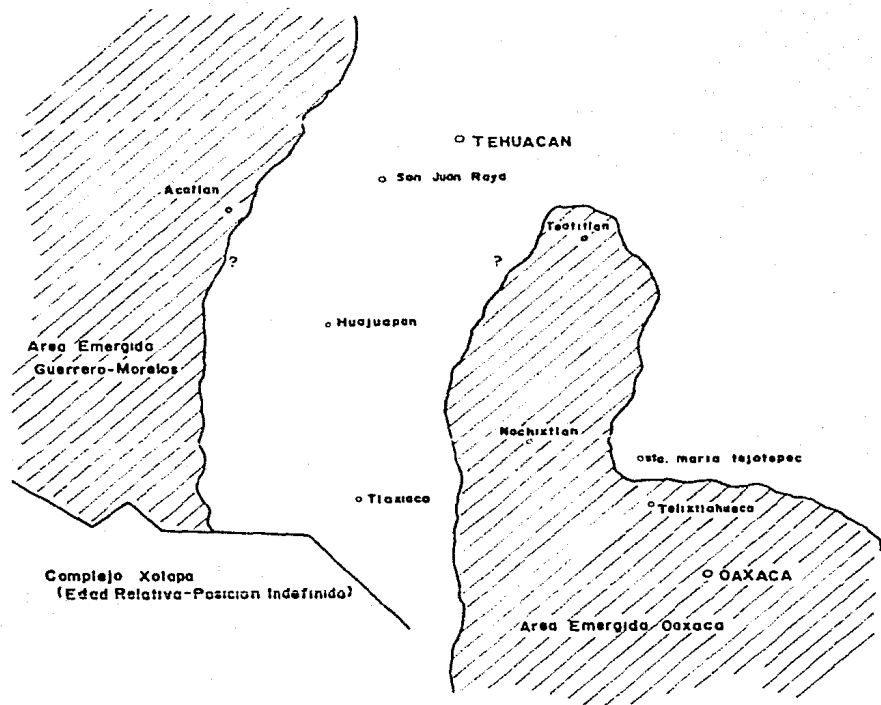 TEHUACAN
San Juan Raya
Acatlan
Teotitlan
?
?
Huajuapan
Area Emergida
Guerrero-Morelos
Nochixtlan
sta. maria tejotepec
Tlaxiaco
Telixtlahuaca
Complejo Xolapa
(Edad Relativa-Posicion Indefinida)
OAXACA
Area Emergida Oaxaca